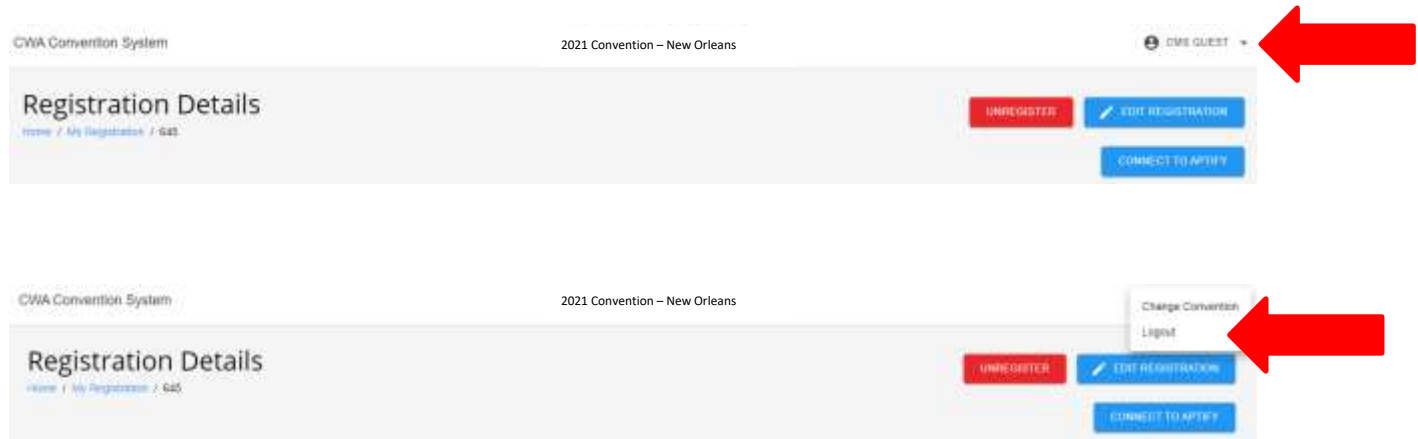 CWA Convention System
2021 Convention – New Orleans
CMS GUEST
Registration Details
UNREGISTER
EDIT REGISTRATION
Home / My Registration / 645
CONNECT TO APTIFY
CWA Convention System
2021 Convention – New Orleans
Change Convention
Logout
Registration Details
UNREGISTER
EDIT REGISTRATION
Home / My Registration / 645
CONNECT TO APTIFY